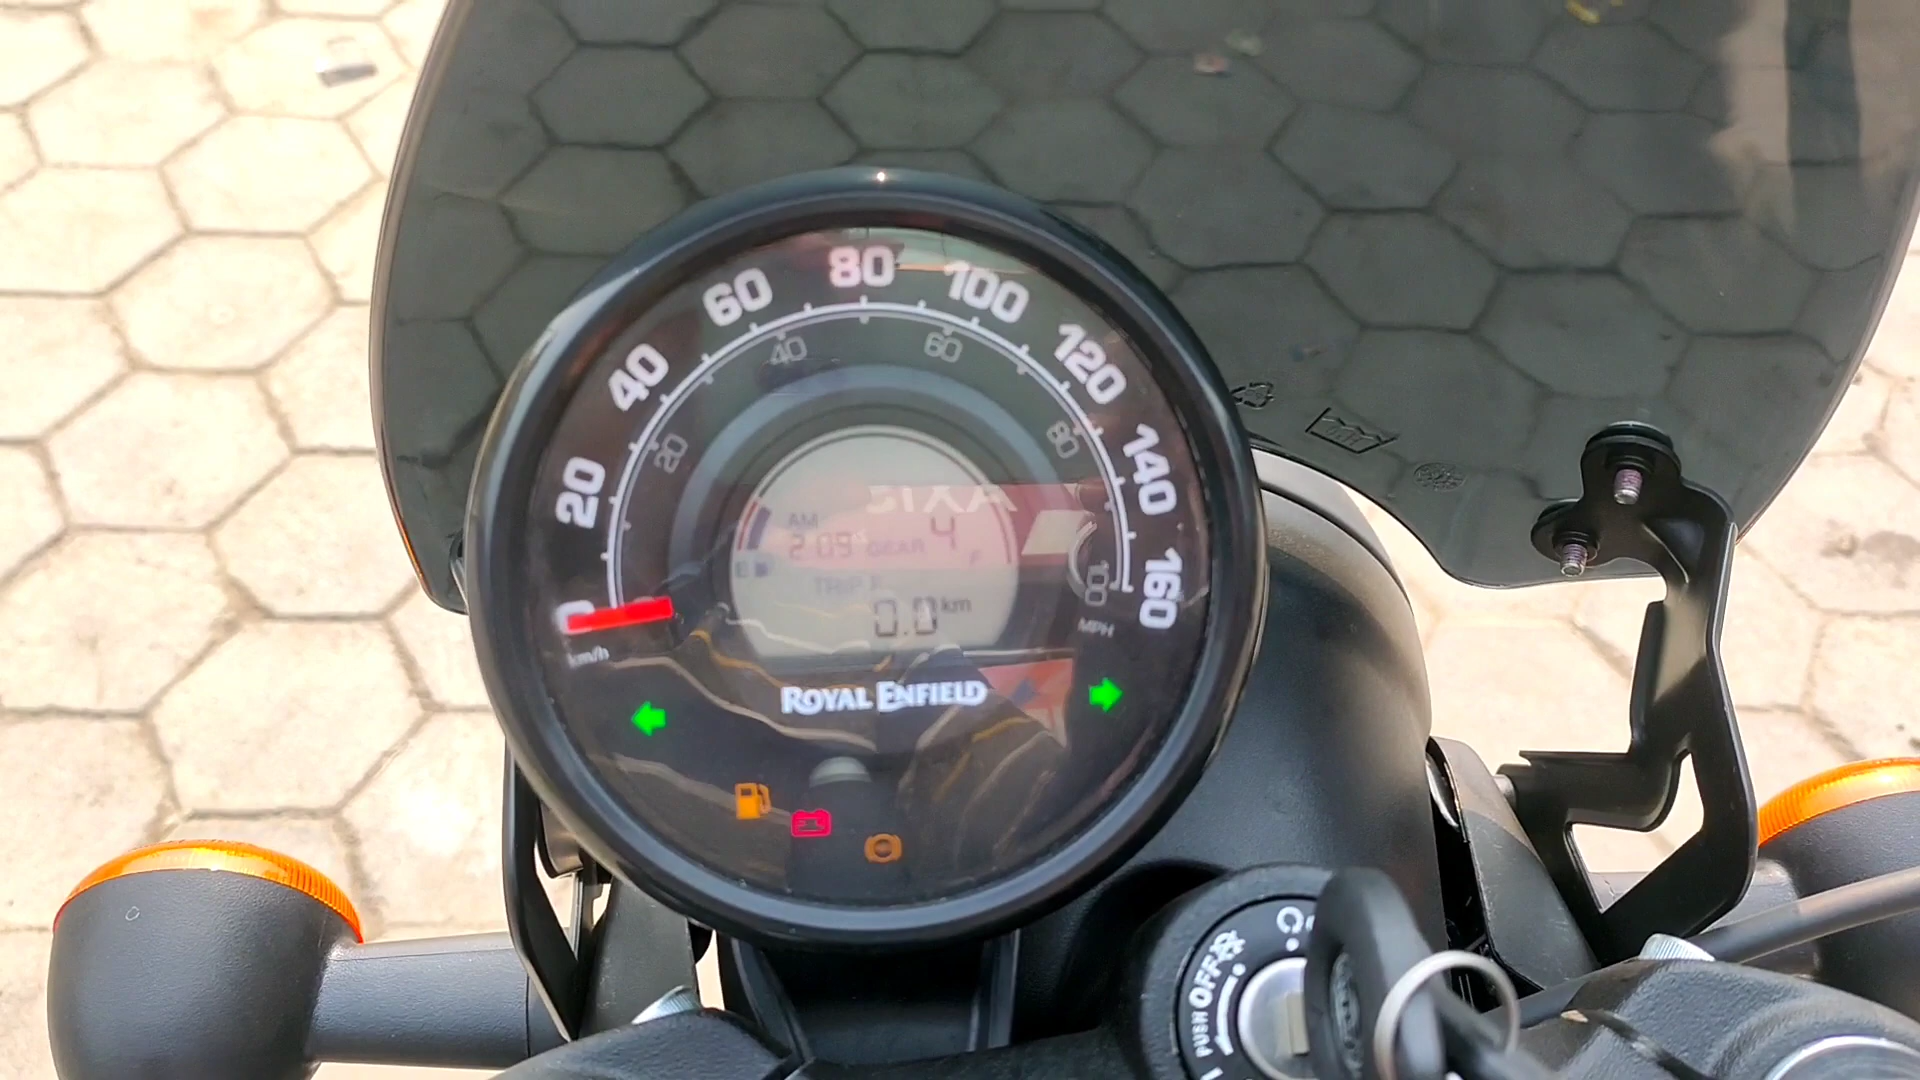 0 20 40 60 80 100 120 140 160
20 40 60 80 100
km/h
MPH
AM
2:09 GEAR 4
E F
TRIP F
0.0 km
ROYAL ENFIELD
PUSH OFF